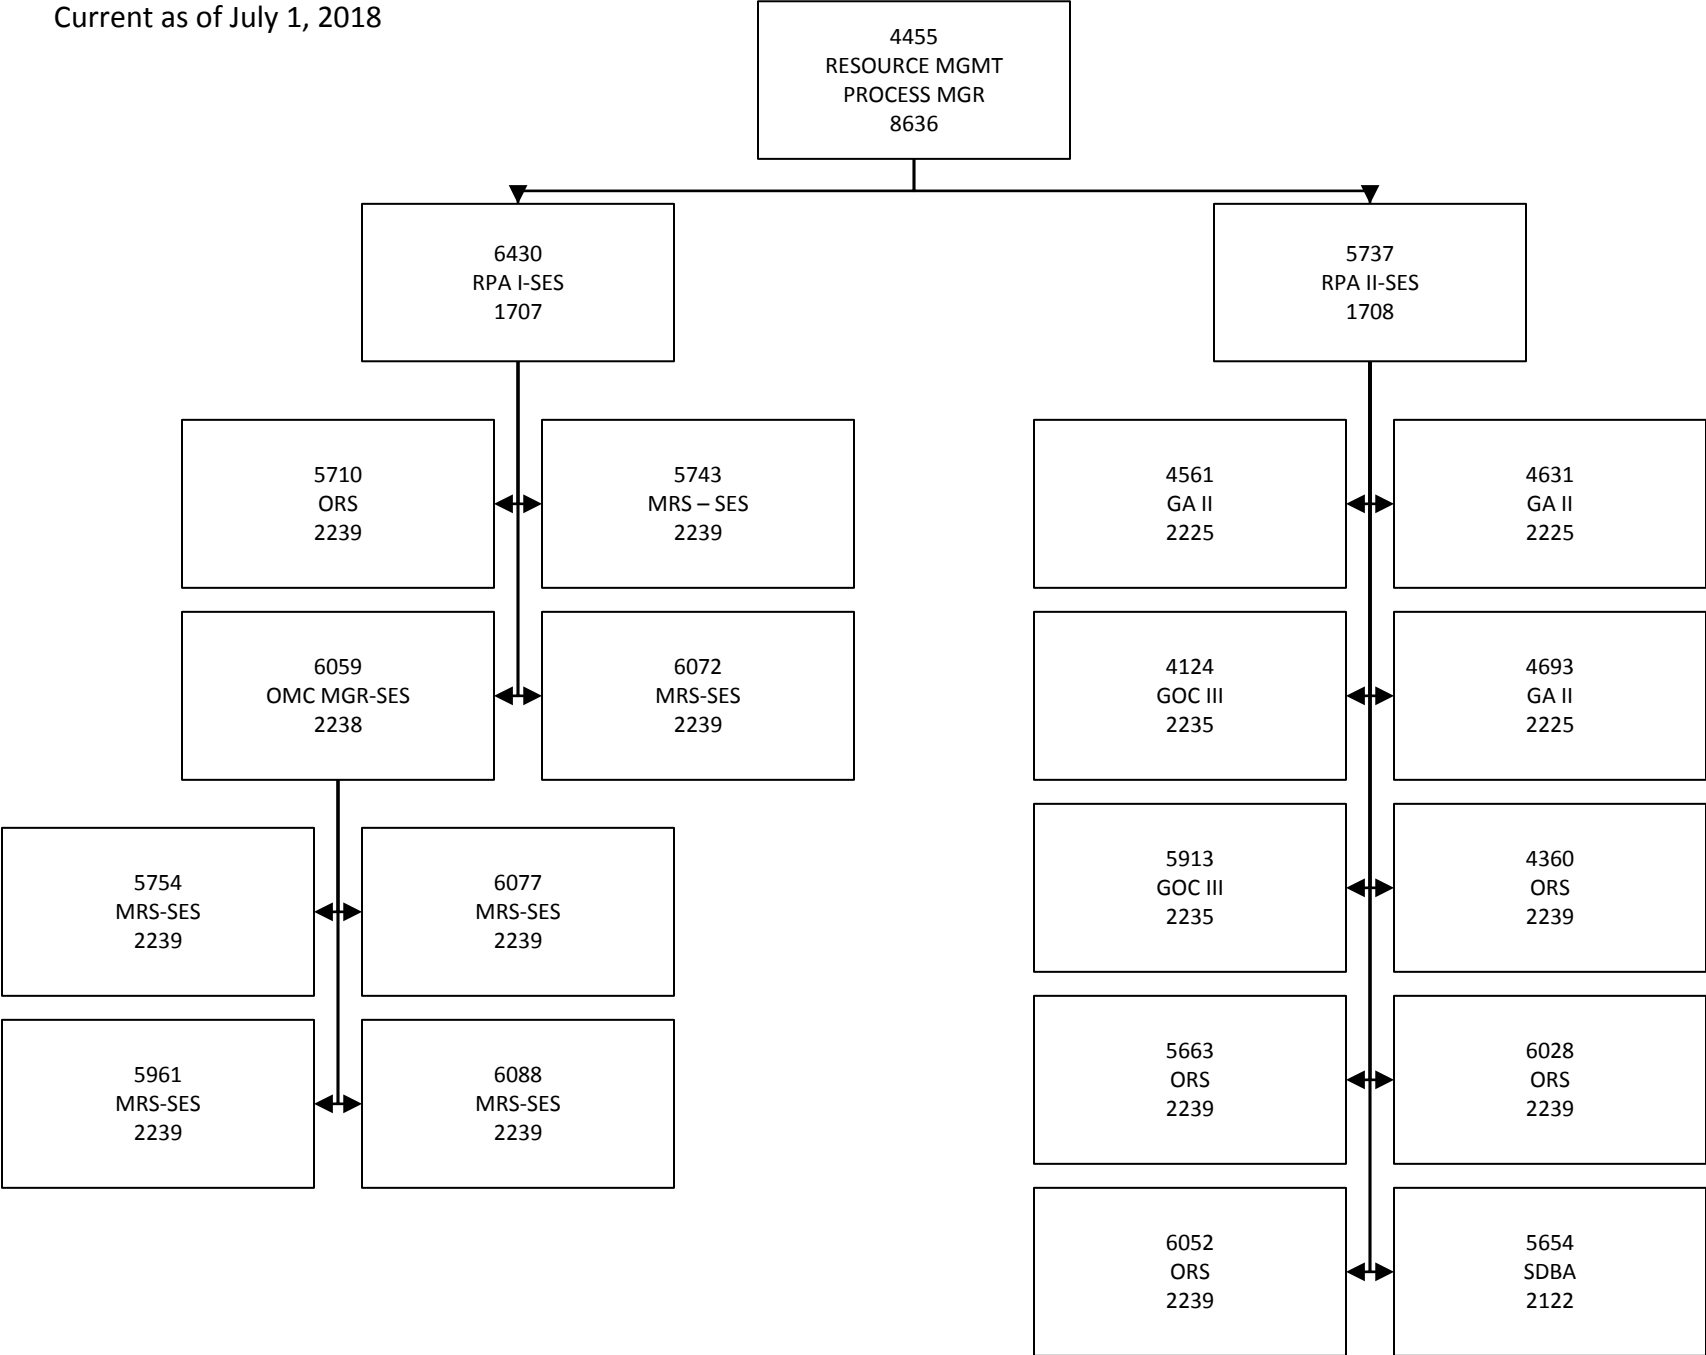 Current as of July 1, 2018
4455
RESOURCE MGMT
PROCESS MGR
8636
6430
RPA I-SES
1707
5737
RPA II-SES
1708
5710
ORS
2239
5743
MRS – SES
2239
4561
GA II
2225
4631
GA II
2225
6059
OMC MGR-SES
2238
6072
MRS-SES
2239
4124
GOC III
2235
4693
GA II
2225
5754
MRS-SES
2239
6077
MRS-SES
2239
5913
GOC III
2235
4360
ORS
2239
5961
MRS-SES
2239
6088
MRS-SES
2239
5663
ORS
2239
6028
ORS
2239
6052
ORS
2239
5654
SDBA
2122